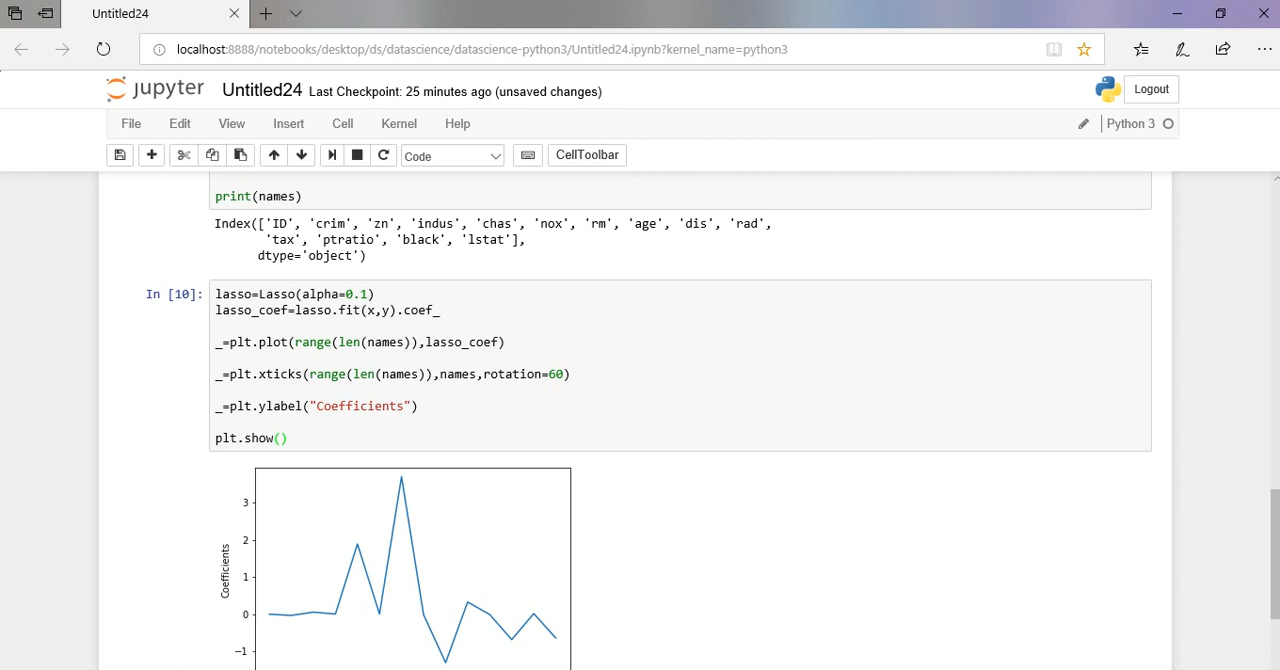 Untitled24
localhost:8888/notebooks/desktop/ds/datascience/datascience-python3/Untitled24.ipynb?kernel_name=python3
jupyter Untitled24 Last Checkpoint: 25 minutes ago (unsaved changes) Logout
File Edit View Insert Cell Kernel Help Python 3
Code CellToolbar
print(names)
Index(['ID', 'crim', 'zn', 'indus', 'chas', 'nox', 'rm', 'age', 'dis', 'rad',
'tax', 'ptratio', 'black', 'lstat'],
dtype='object')
In [10]: lasso=Lasso(alpha=0.1)
lasso_coef=lasso.fit(x,y).coef_
_=plt.plot(range(len(names)),lasso_coef)
_=plt.xticks(range(len(names)),names,rotation=60)
_=plt.ylabel("Coefficients")
plt.show()
3
2
1
0
−1
Coefficients